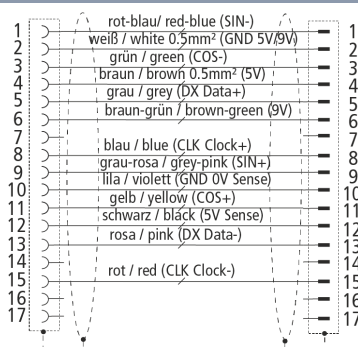 1 rot-blau/ red-blue (SIN-) 1
2 weiß / white 0.5mm² (GND 5V/9V) 2
3 grün / green (COS-) 3
4 braun / brown 0.5mm² (5V) 4
5 grau / grey (DX Data+) 5
6 braun-grün / brown-green (9V) 6
7 7
8 blau / blue (CLK Clock+) 8
9 grau-rosa / grey-pink (SIN+) 9
10 lila / violett (GND 0V Sense) 10
11 gelb / yellow (COS+) 11
12 schwarz / black (5V Sense) 12
13 rosa / pink (DX Data-) 13
14 14
15 rot / red (CLK Clock-) 15
16 16
17 17